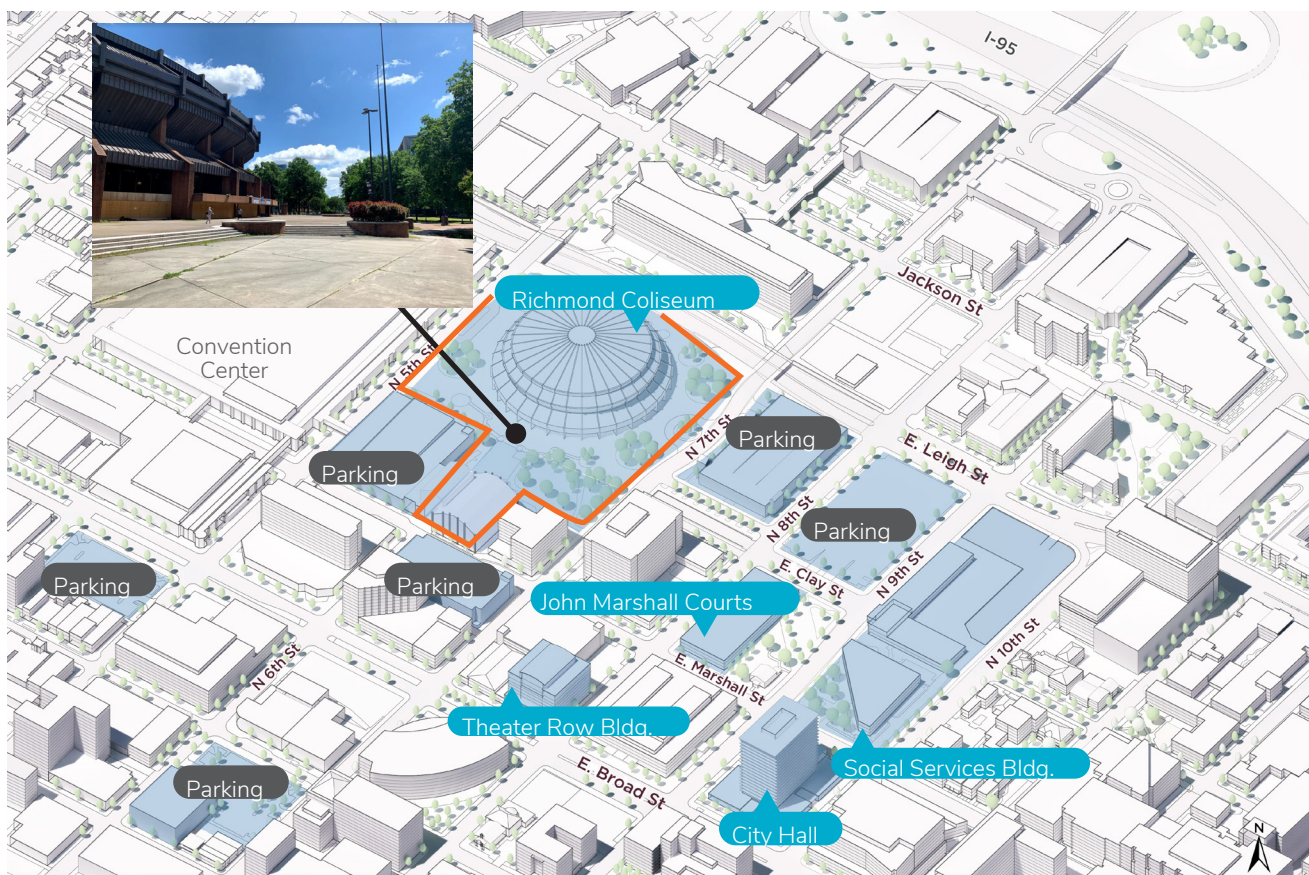 I-95
Jackson St
Richmond Coliseum
Convention
Center
N 5th St
N 7th St
Parking
E. Leigh St
Parking
N 8th St
Parking
Parking
Parking
E. Clay St
N 9th St
John Marshall Courts
N 10th St
N 6th St
E. Marshall St
Theater Row Bldg.
Social Services Bldg.
E. Broad St
Parking
City Hall
N